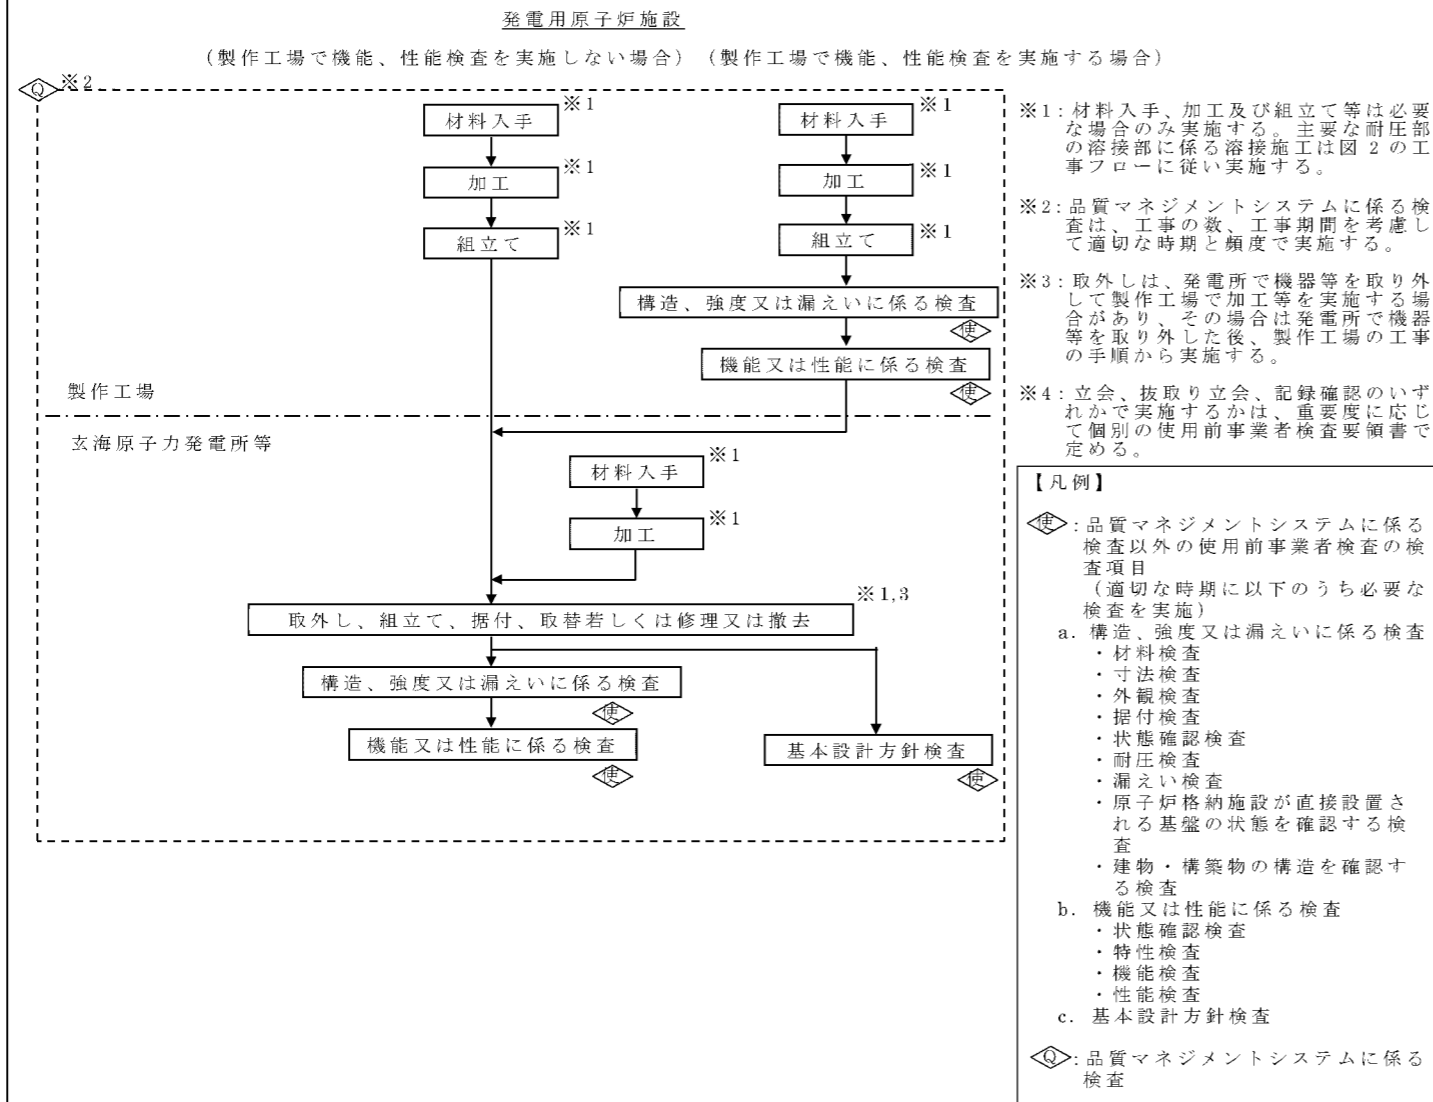 発電用原子炉施設
（製作工場で機能、性能検査を実施しない場合）（製作工場で機能、性能検査を実施する場合）
Q ※2
材料入手 ※1
加工 ※1
組立て ※1
材料入手 ※1
加工 ※1
組立て ※1
構造、強度又は漏えいに係る検査
使
機能又は性能に係る検査
使
製作工場
玄海原子力発電所等
材料入手 ※1
加工 ※1
※1,3
取外し、組立て、据付、取替若しくは修理又は撤去
構造、強度又は漏えいに係る検査
使
機能又は性能に係る検査
使
基本設計方針検査
使
※1：材料入手、加工及び組立て等は必要
な場合のみ実施する。主要な耐圧部
の溶接部に係る溶接施工は図2の工
事フローに従い実施する。
※2：品質マネジメントシステムに係る検
査は、工事の数、工事期間を考慮し
て適切な時期と頻度で実施する。
※3：取外しは、発電所で機器等を取り外
して製作工場で加工等を実施する場
合があり、その場合は発電所で機器
等を取り外した後、製作工場の工事
の手順から実施する。
※4：立会、抜取り立会、記録確認のいず
れかで実施するかは、重要度に応じ
て個別の使用前事業者検査要領書で
定める。
【凡例】
使：品質マネジメントシステムに係る
検査以外の使用前事業者検査の検
査項目
（適切な時期に以下のうち必要な
検査を実施）
a. 構造、強度又は漏えいに係る検査
・材料検査
・寸法検査
・外観検査
・据付検査
・状態確認検査
・耐圧検査
・漏えい検査
・原子炉格納施設が直接設置さ
れる基盤の状態を確認する検
査
・建物・構築物の構造を確認す
る検査
b. 機能又は性能に係る検査
・状態確認検査
・特性検査
・機能検査
・性能検査
c. 基本設計方針検査
Q：品質マネジメントシステムに係る
検査